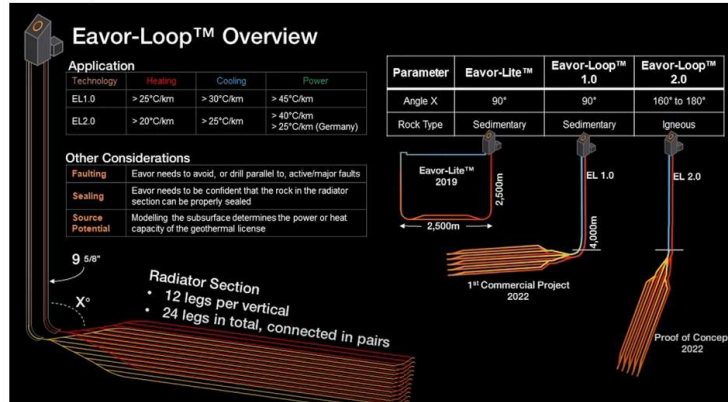 Eavor-Loop™ Overview
Application
Technology Heating Cooling Power
EL1.0 > 25°C/km > 30°C/km > 45°C/km
EL2.0 > 20°C/km > 25°C/km > 40°C/km
> 25°C/km (Germany)
Other Considerations
Faulting Eavor needs to avoid, or drill parallel to, active/major faults
Sealing Eavor needs to be confident that the rock in the radiator
section can be properly sealed
Source
Potential
Modelling the subsurface determines the power or heat
capacity of the geothermal license
9 5/8"
X°
Radiator Section
• 12 legs per vertical
• 24 legs in total, connected in pairs
Parameter Eavor-Lite™ Eavor-Loop™
1.0
Eavor-Loop™
2.0
Angle X 90° 90° 160° to 180°
Rock Type Sedimentary Sedimentary Igneous
Eavor-Lite™
2019
2,500m
2,500m
EL 1.0
4,000m
1st Commercial Project
2022
EL 2.0
Proof of Concep
2022